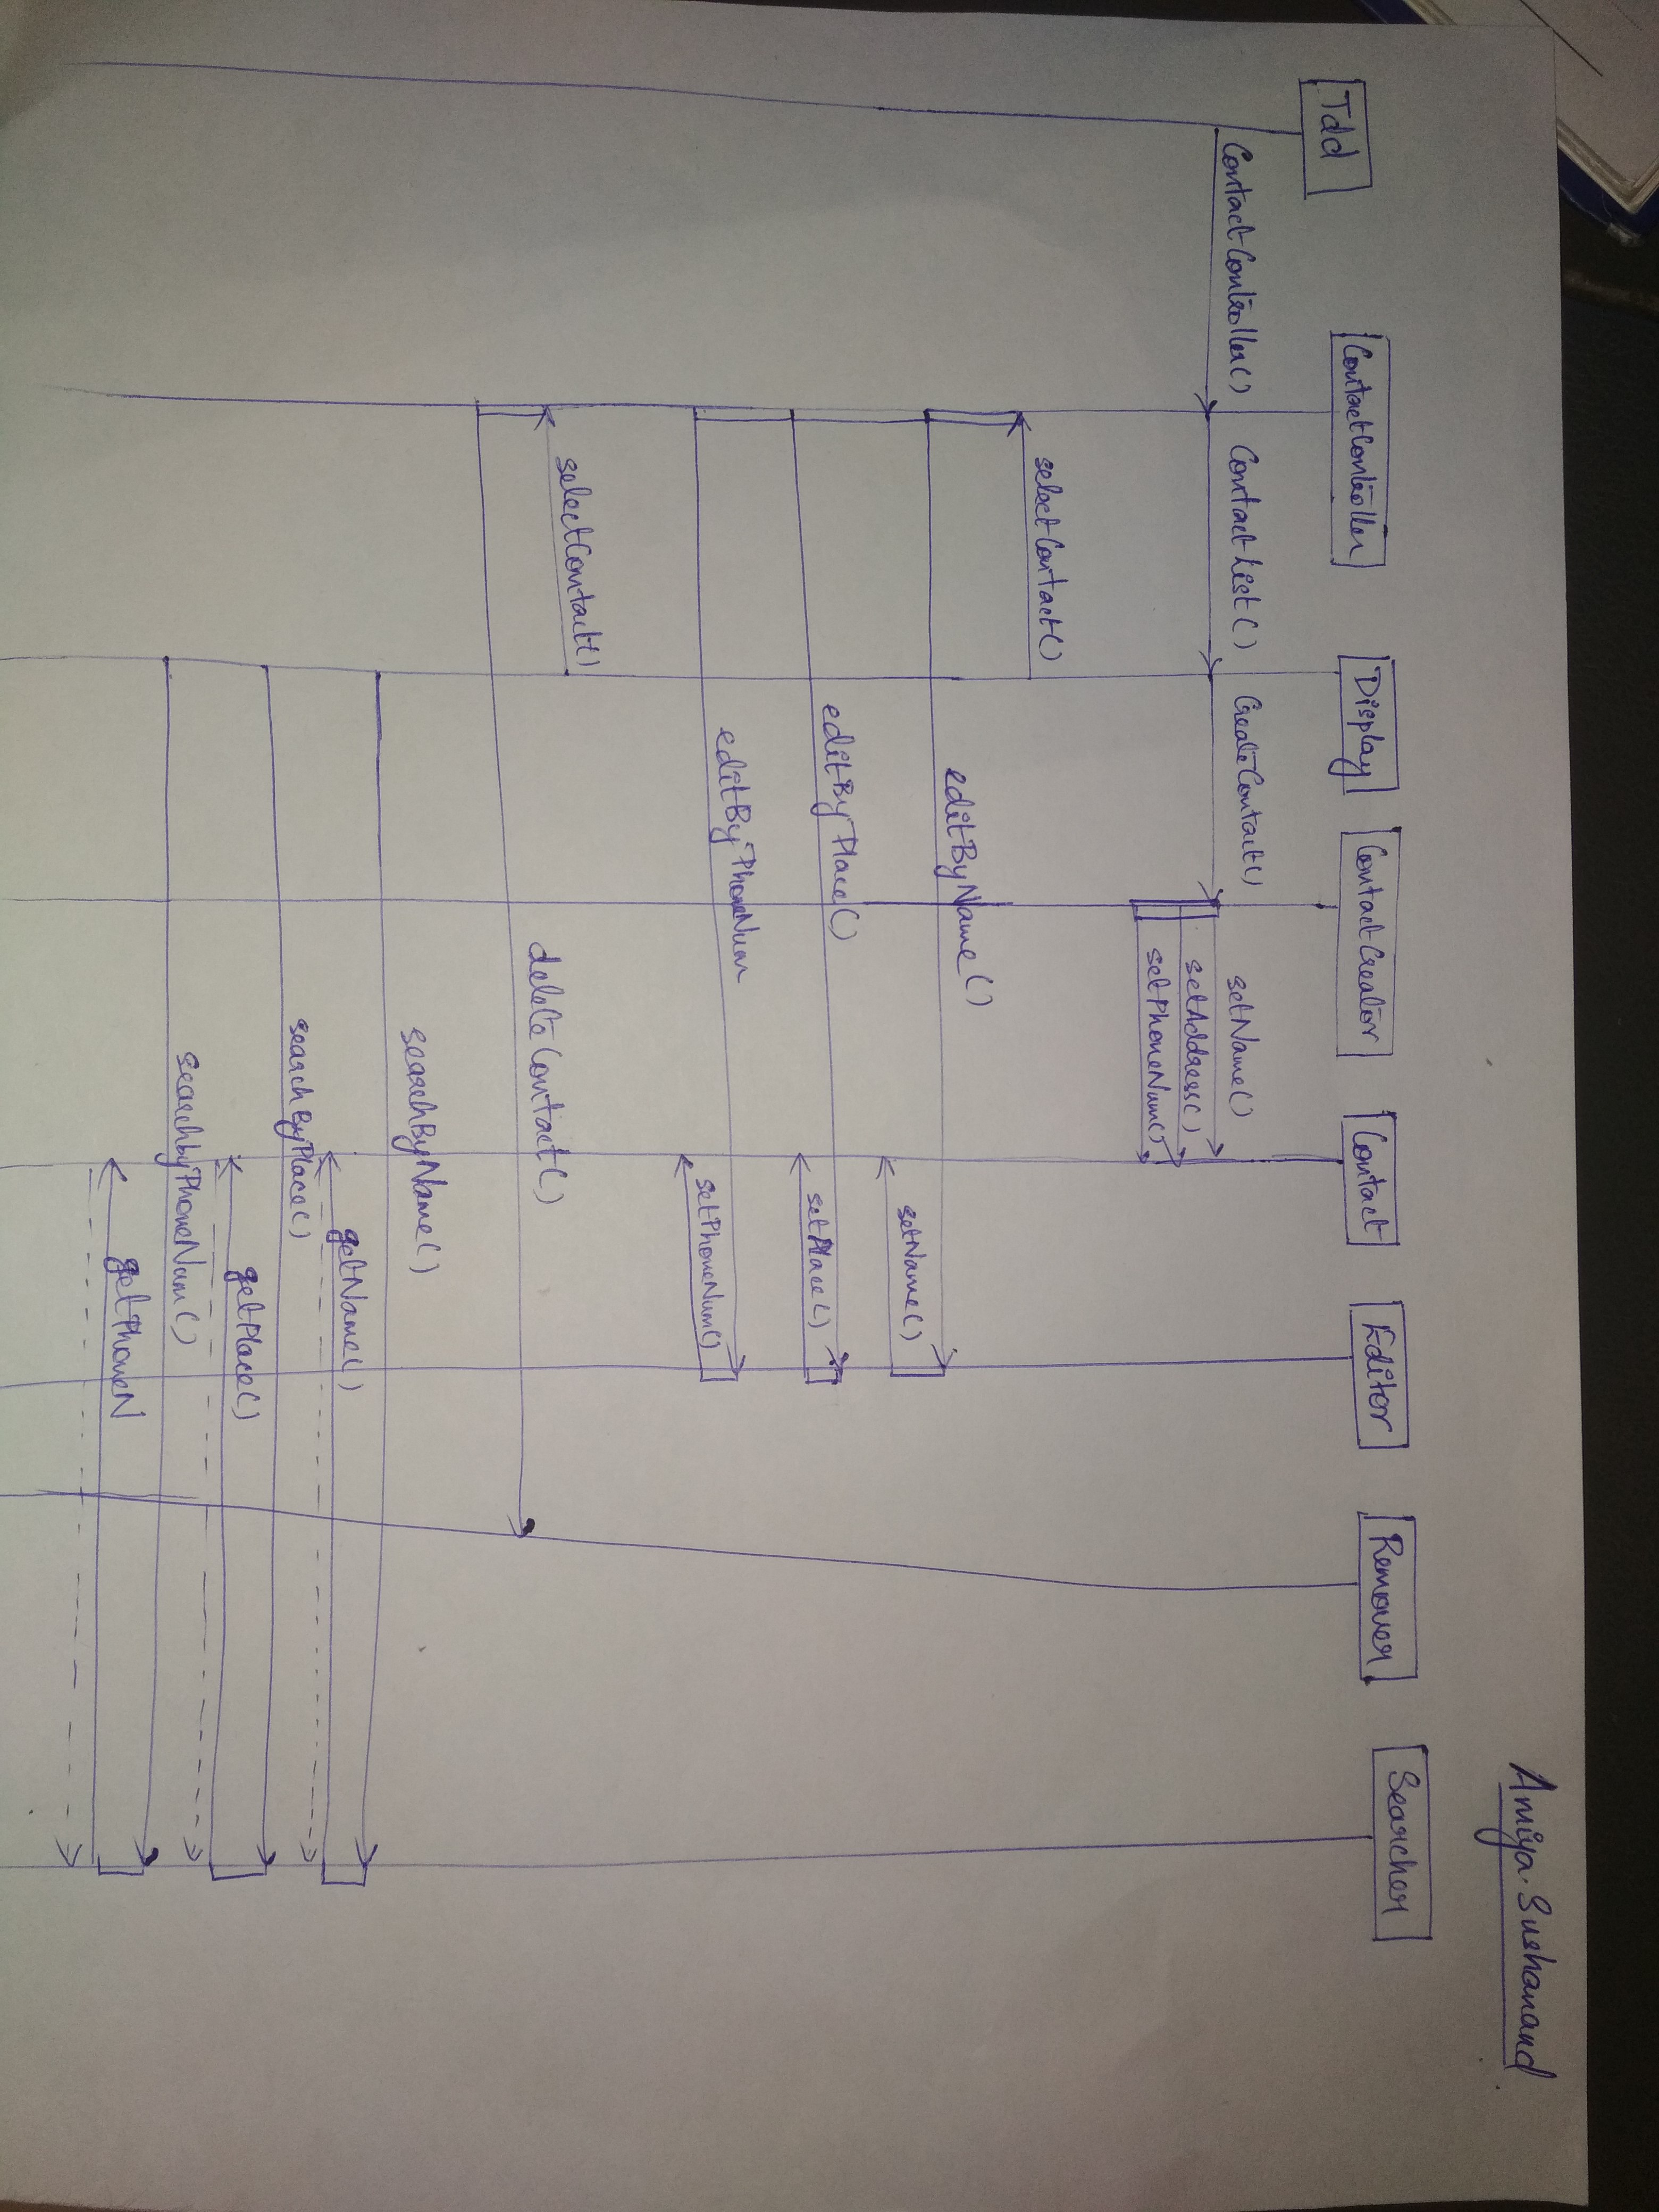 Amiya. Sushanand
Tdd
ContactController
Display
ContactCreator
Contact
Editor
Remover
Searcher
ContactController()
ContactList()
CreateContact()
setName()
setAddress()
setPhoneNum()
selectContact()
editByName()
setName()
editByPlace()
setPlace()
editByPhoneNum
setPhoneNum()
selectContact()
deleteContact()
searchByName()
getName()
searchByPlace()
getPlace()
searchbyPhoneNum()
getPhoneN